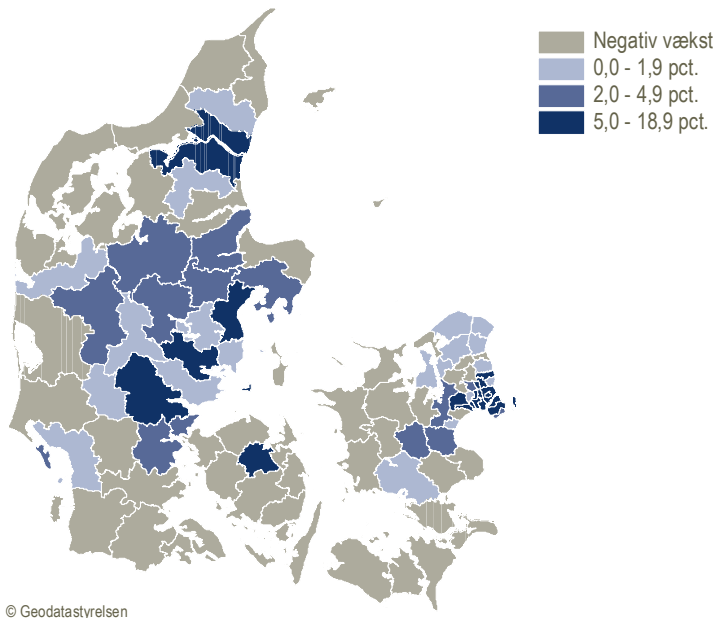 Negativ vækst
0,0 - 1,9 pct.
2,0 - 4,9 pct.
5,0 - 18,9 pct.
© Geodatastyrelsen